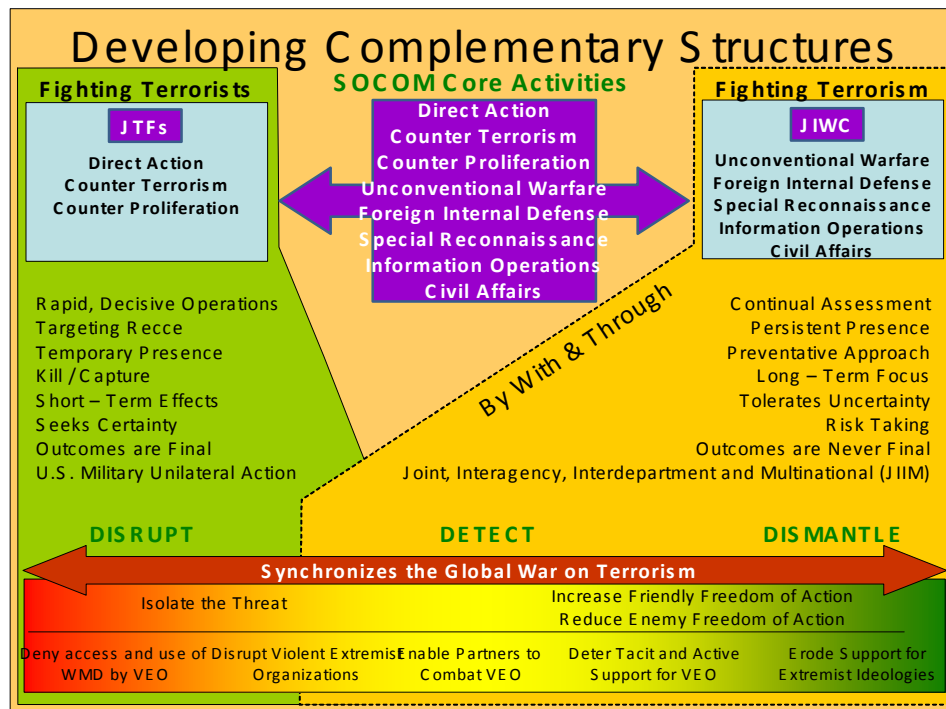 Developing Complementary Structures
Fighting Terrorists
JTFs
Direct Action
Counter Terrorism
Counter Proliferation
SOCOM Core Activities
Direct Action
Counter Terrorism
Counter Proliferation
Unconventional Warfare
Foreign Internal Defense
Special Reconnaissance
Information Operations
Civil Affairs
Fighting Terrorism
JIWC
Unconventional Warfare
Foreign Internal Defense
Special Reconnaissance
Information Operations
Civil Affairs
Rapid, Decisive Operations
Targeting Recce
Temporary Presence
Kill /Capture
Short – Term Effects
Seeks Certainty
Outcomes are Final
U.S. Military Unilateral Action
By With & Through
Continual Assessment
Persistent Presence
Preventative Approach
Long – Term Focus
Tolerates Uncertainty
Risk Taking
Outcomes are Never Final
Joint, Interagency, Interdepartment and Multinational (JIIM)
DISRUPT
DETECT
DISMANTLE
Synchronizes the Global War on Terrorism
Isolate the Threat
Increase Friendly Freedom of Action
Reduce Enemy Freedom of Action
Deny access and use of
WMD by VEO
Disrupt Violent Extremist
Organizations
Enable Partners to
Combat VEO
Deter Tacit and Active
Support for VEO
Erode Support for
Extremist Ideologies